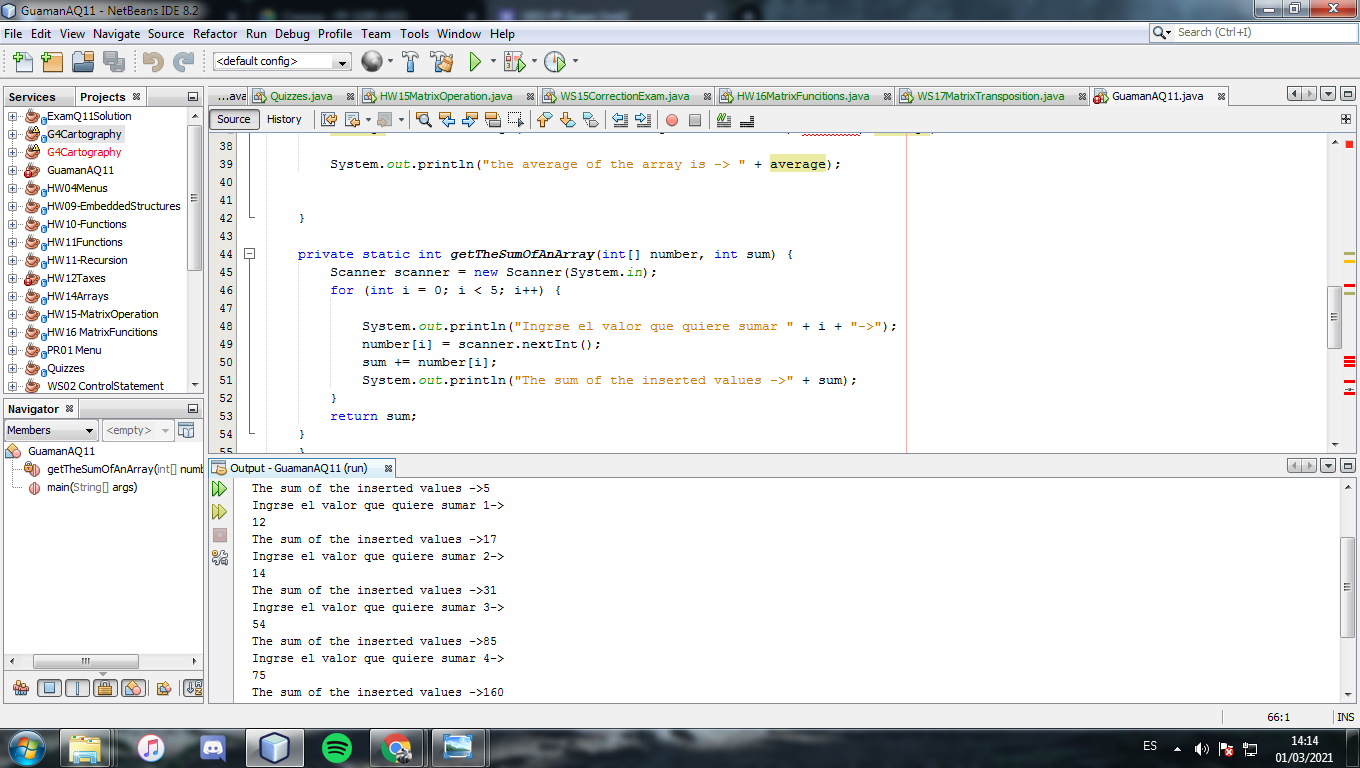 GuamanAQ11 - NetBeans IDE 8.2
File Edit View Navigate Source Refactor Run Debug Profile Team Tools Window Help
Search (Ctrl+I)
<default config>
Services Projects
...ava Quizzes.java HW15MatrixOperation.java WS15CorrectionExam.java HW16MatrixFuncitions.java WS17MatrixTransposition.java GuamanAQ11.java
Source History
ExamQ11Solution
G4Cartography
G4Cartography
GuamanAQ11
HW04Menus
HW09-EmbeddedStructures
HW10-Functions
HW11Functions
HW11-Recursion
HW12Taxes
HW14Arrays
HW15-MatrixOperation
HW16 MatrixFuncitions
PR01 Menu
Quizzes
WS02 ControlStatement
38
39 System.out.println("the average of the array is -> " + average);
40
41
42 }
43
44 private static int getTheSumOfAnArray(int[] number, int sum) {
45 Scanner scanner = new Scanner(System.in);
46 for (int i = 0; i < 5; i++) {
47
48 System.out.println("Ingrse el valor que quiere sumar " + i + "->");
49 number[i] = scanner.nextInt();
50 sum += number[i];
51 System.out.println("The sum of the inserted values ->" + sum);
52 }
53 return sum;
54 }
55 }
Navigator
Members <empty>
GuamanAQ11
getTheSumOfAnArray(int[] numb
main(String[] args)
Output - GuamanAQ11 (run)
The sum of the inserted values ->5
Ingrse el valor que quiere sumar 1->
12
The sum of the inserted values ->17
Ingrse el valor que quiere sumar 2->
14
The sum of the inserted values ->31
Ingrse el valor que quiere sumar 3->
54
The sum of the inserted values ->85
Ingrse el valor que quiere sumar 4->
75
The sum of the inserted values ->160
66:1 INS
ES
14:14
01/03/2021